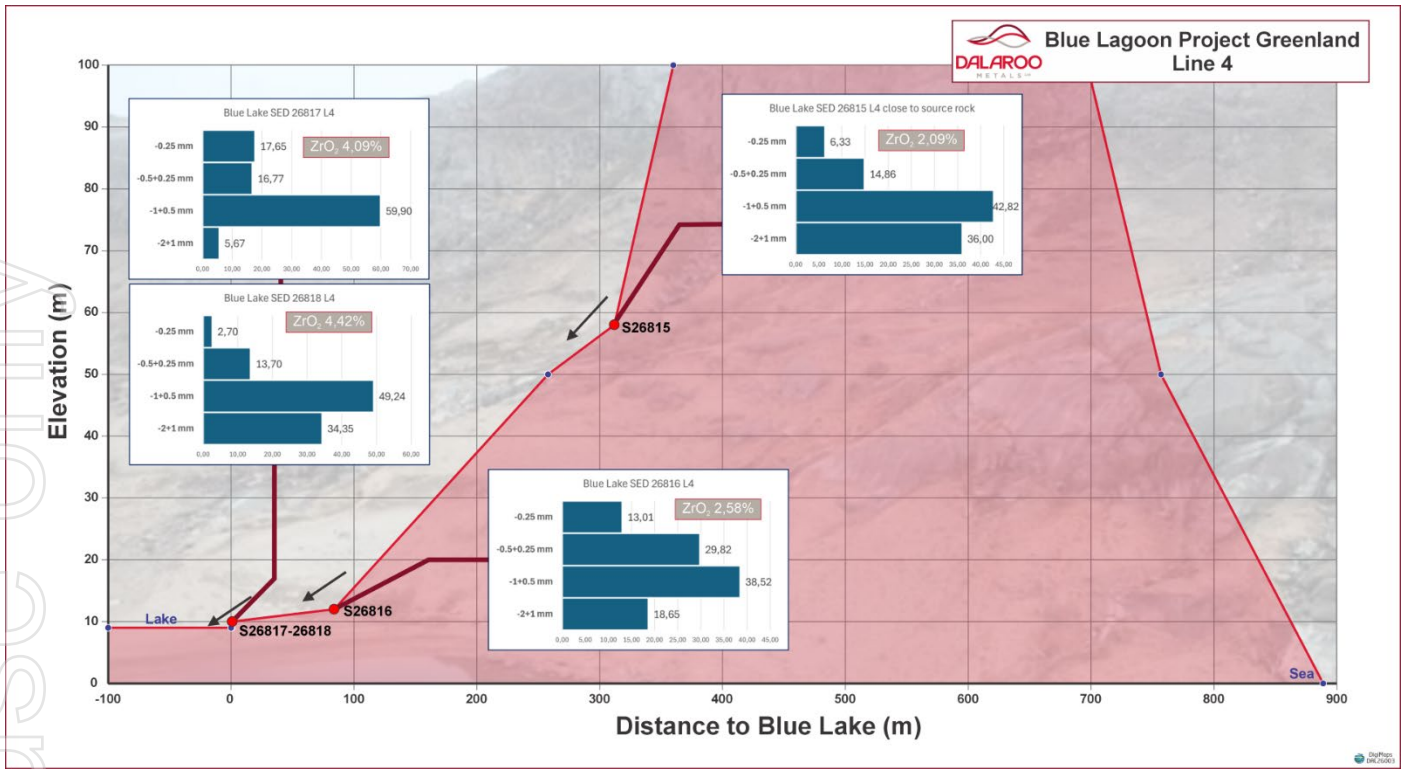 DALAROO
METALS LTD
Blue Lagoon Project Greenland
Line 4
Elevation (m)
100
90
80
70
60
50
40
30
20
10
0
Blue Lake SED 26817 L4
ZrO₂ 4,09%
-0.25 mm 17,65
-0.5+0.25 mm 16,77
-1+0.5 mm 59,90
-2+1 mm 5,67
0,00 10,00 20,00 30,00 40,00 50,00 60,00 70,00
Blue Lake SED 26818 L4
ZrO₂ 4,42%
-0.25 mm 2,70
-0.5+0.25 mm 13,70
-1+0.5 mm 49,24
-2+1 mm 34,35
0,00 10,00 20,00 30,00 40,00 50,00 60,00
Blue Lake SED 26815 L4 close to source rock
ZrO₂ 2,09%
-0.25 mm 6,33
-0.5+0.25 mm 14,86
-1+0.5 mm 42,82
-2+1 mm 36,00
0,00 5,00 10,00 15,00 20,00 25,00 30,00 35,00 40,00 45,00
S26815
Blue Lake SED 26816 L4
ZrO₂ 2,58%
-0.25 mm 13,01
-0.5+0.25 mm 29,82
-1+0.5 mm 38,52
-2+1 mm 18,65
0,00 5,00 10,00 15,00 20,00 25,00 30,00 35,00 40,00 45,00
S26816
Lake
S26817-26818
Sea
-100 0 100 200 300 400 500 600 700 800 900
Distance to Blue Lake (m)
DigiMaps
DAL26003